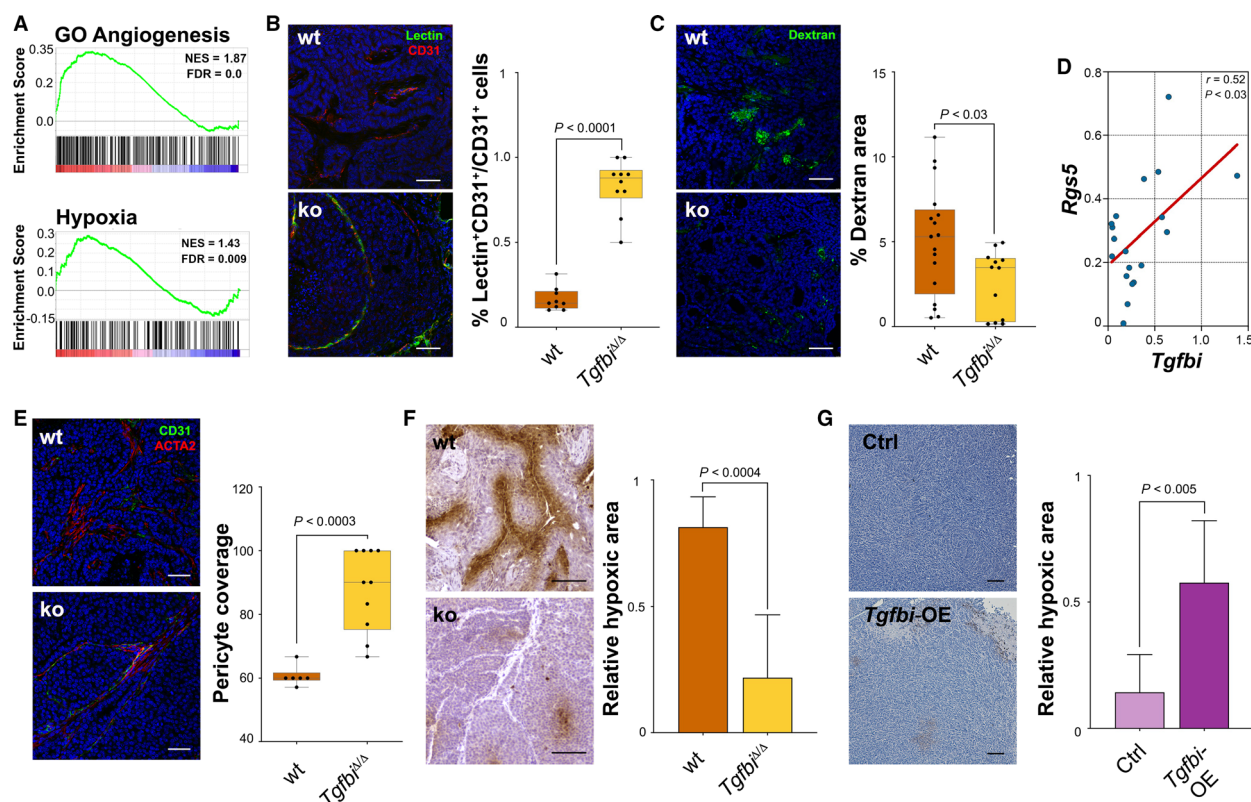 A
GO Angiogenesis
Enrichment Score
0.35
0.2
0.0
NES = 1.87
FDR = 0.0
Hypoxia
Enrichment Score
0.3
0.0
-0.15
NES = 1.43
FDR = 0.009
B
wt
Lectin
CD31
ko
% Lectin⁺CD31⁺/CD31⁺ cells
1.0
0.5
0
P < 0.0001
wt
Tgfbi^Δ/Δ
C
wt
Dextran
ko
% Dextran area
15
10
5
0
P < 0.03
wt
Tgfbi^Δ/Δ
D
r = 0.52
P < 0.03
Rgs5
0.8
0.6
0.4
0.2
0
0 0.5 1.0 1.5
Tgfbi
E
wt
CD31
ACTA2
ko
Pericyte coverage
120
100
80
60
40
P < 0.0003
wt
Tgfbi^Δ/Δ
F
wt
ko
Relative hypoxic area
1
0.5
0
P < 0.0004
wt
Tgfbi^Δ/Δ
G
Ctrl
Tgfbi-OE
Relative hypoxic area
1
0.5
0
P < 0.005
Ctrl
Tgfbi-
OE